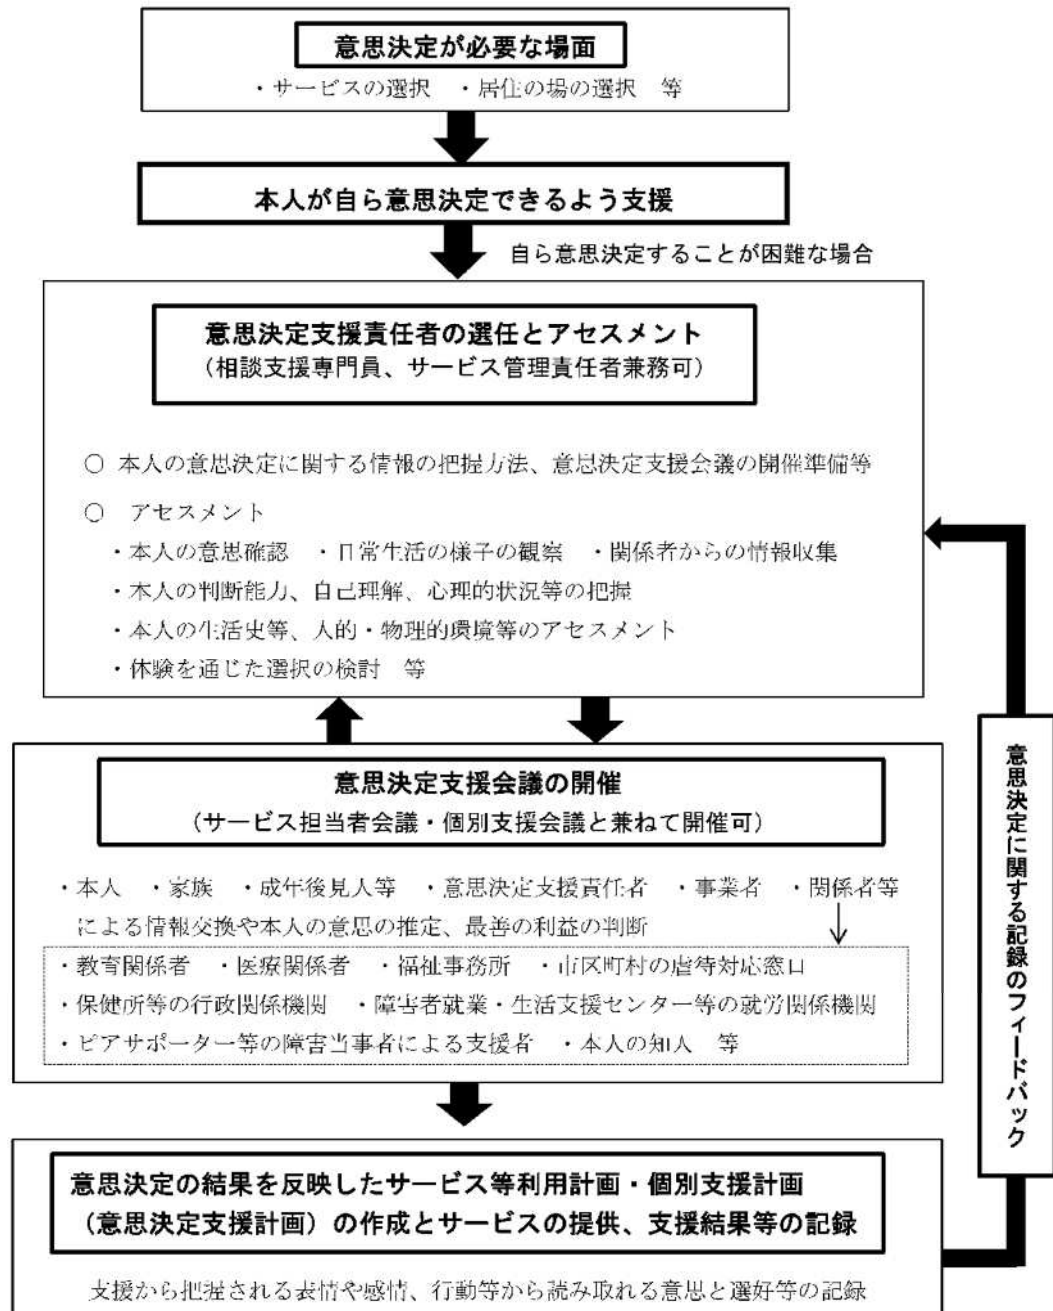 意思決定が必要な場面
・サービスの選択　・居住の場の選択　等
本人が自ら意思決定できるよう支援
自ら意思決定することが困難な場合
意思決定支援責任者の選任とアセスメント
（相談支援専門員、サービス管理責任者兼務可）
○ 本人の意思決定に関する情報の把握方法、意思決定支援会議の開催準備等
○　アセスメント
・本人の意思確認　・日常生活の様子の観察　・関係者からの情報収集
・本人の判断能力、自己理解、心理的状況等の把握
・本人の生活史等、人的・物理的環境等のアセスメント
・体験を通じた選択の検討　等
意思決定支援会議の開催
（サービス担当者会議・個別支援会議と兼ねて開催可）
・本人　・家族　・成年後見人等　・意思決定支援責任者　・事業者　・関係者等
による情報交換や本人の意思の推定、最善の利益の判断
・教育関係者　・医療関係者　・福祉事務所　・市区町村の虐待対応窓口
・保健所等の行政関係機関　・障害者就業・生活支援センター等の就労関係機関
・ピアサポーター等の障害当事者による支援者　・本人の知人　等
意思決定の結果を反映したサービス等利用計画・個別支援計画
（意思決定支援計画）の作成とサービスの提供、支援結果等の記録
支援から把握される表情や感情、行動等から読み取れる意思と選好等の記録
意思決定に関する記録のフィードバック